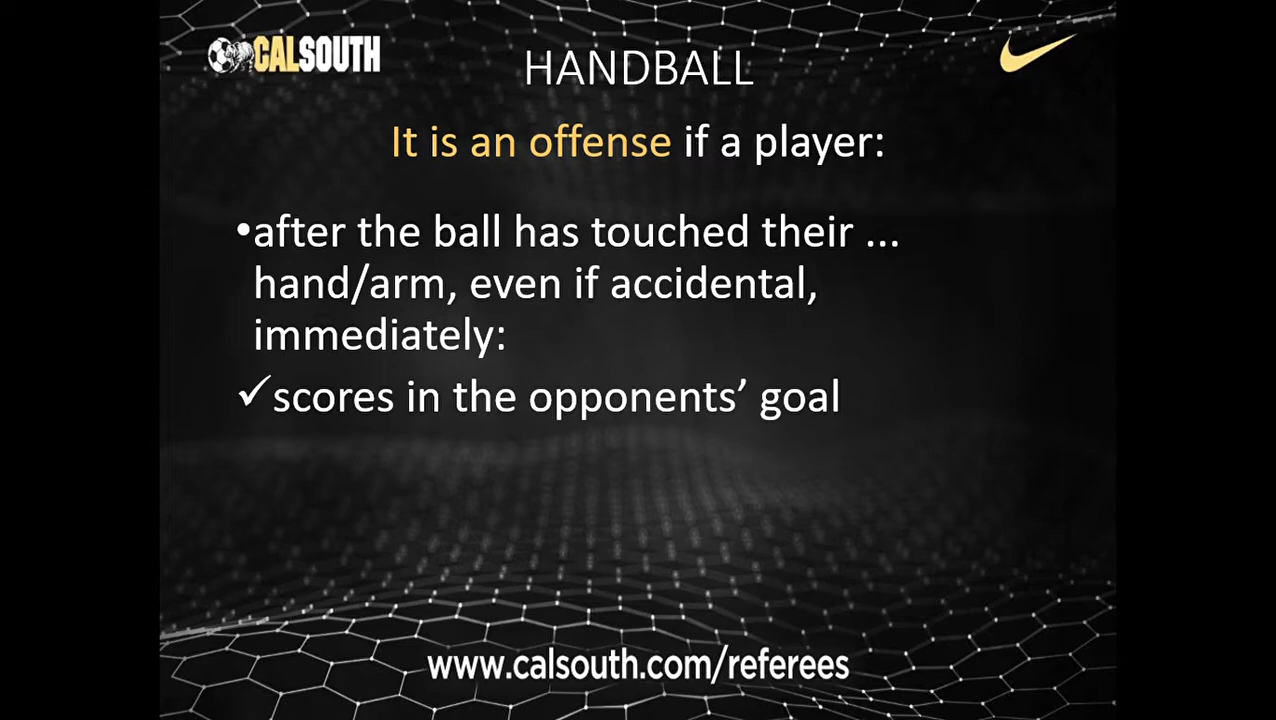 CALSOUTH
HANDBALL
It is an offense if a player:
•after the ball has touched their ...
hand/arm, even if accidental,
immediately:
✓scores in the opponents’ goal
www.calsouth.com/referees